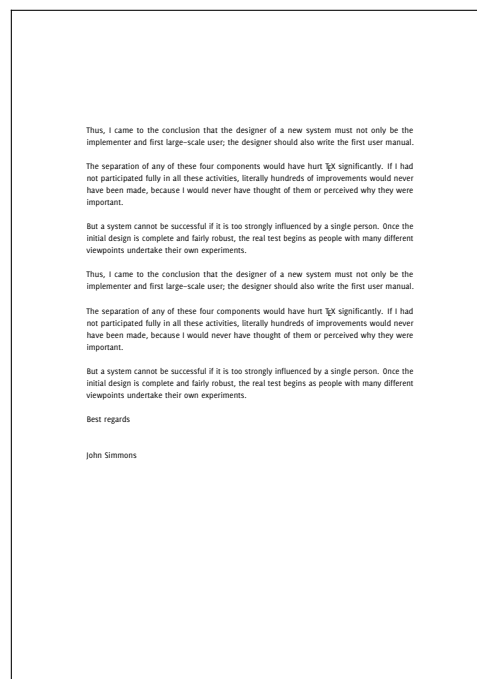 Thus, I came to the conclusion that the designer of a new system must not only be the
implementer and first large-scale user; the designer should also write the first user manual.
The separation of any of these four components would have hurt TEX significantly. If I had
not participated fully in all these activities, literally hundreds of improvements would never
have been made, because I would never have thought of them or perceived why they were
important.
But a system cannot be successful if it is too strongly influenced by a single person. Once the
initial design is complete and fairly robust, the real test begins as people with many different
viewpoints undertake their own experiments.
Thus, I came to the conclusion that the designer of a new system must not only be the
implementer and first large-scale user; the designer should also write the first user manual.
The separation of any of these four components would have hurt TEX significantly. If I had
not participated fully in all these activities, literally hundreds of improvements would never
have been made, because I would never have thought of them or perceived why they were
important.
But a system cannot be successful if it is too strongly influenced by a single person. Once the
initial design is complete and fairly robust, the real test begins as people with many different
viewpoints undertake their own experiments.
Best regards
John Simmons